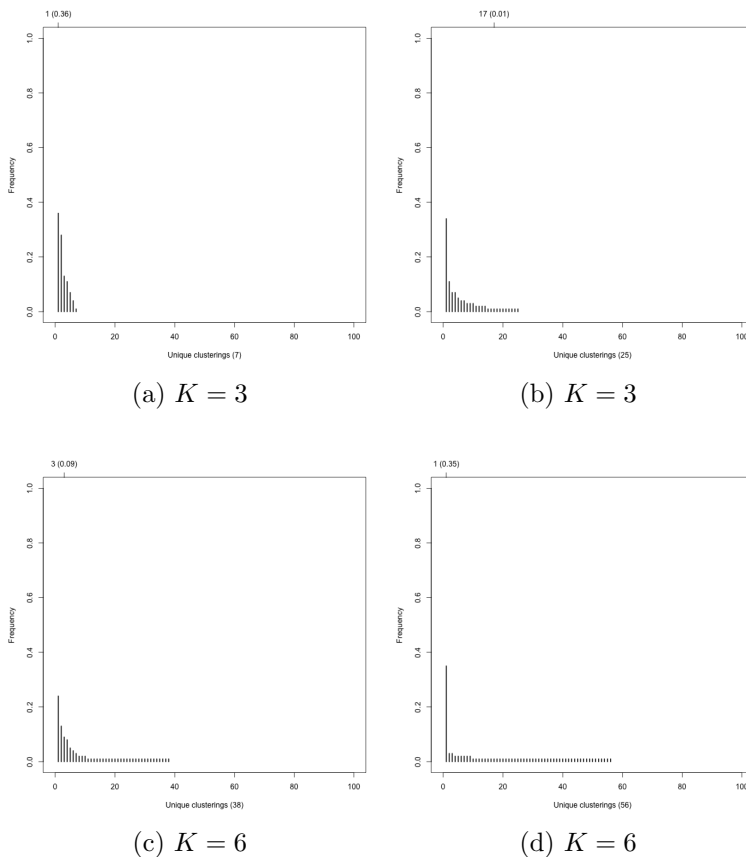 1 (0.36)
17 (0.01)
1.0
0.8
0.6
0.4
0.2
0.0
Frequency
0 20 40 60 80 100
Unique clusterings (7)
1.0
0.8
0.6
0.4
0.2
0.0
Frequency
0 20 40 60 80 100
Unique clusterings (25)
(a) K = 3
(b) K = 3
3 (0.09)
1 (0.35)
1.0
0.8
0.6
0.4
0.2
0.0
Frequency
0 20 40 60 80 100
Unique clusterings (38)
1.0
0.8
0.6
0.4
0.2
0.0
Frequency
0 20 40 60 80 100
Unique clusterings (56)
(c) K = 6
(d) K = 6